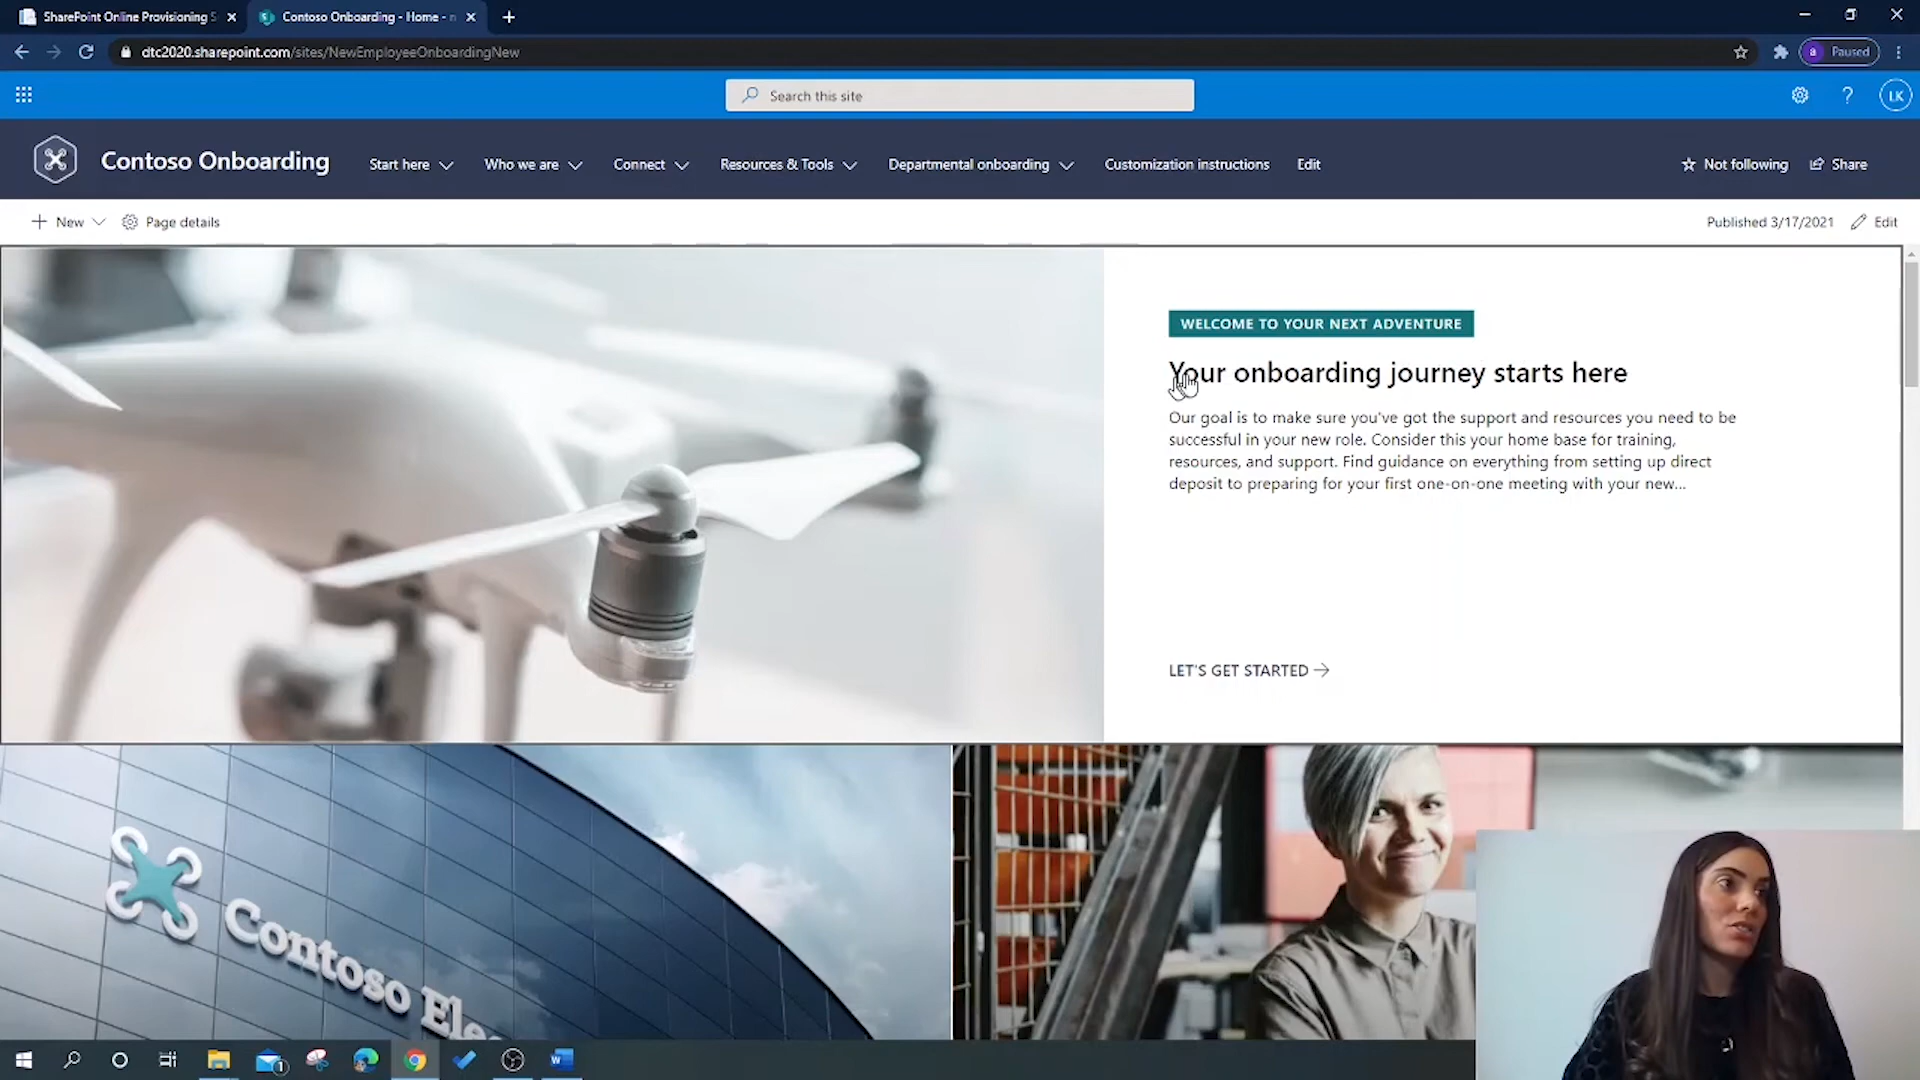 SharePoint Online Provisioning S
Contoso Onboarding - Home - n
dtc2020.sharepoint.com/sites/NewEmployeeOnboardingNew
a Paused
Search this site
? LK
Contoso Onboarding
Start here
Who we are
Connect
Resources & Tools
Departmental onboarding
Customization instructions
Edit
Not following
Share
New
Page details
Published 3/17/2021
Edit
WELCOME TO YOUR NEXT ADVENTURE
Your onboarding journey starts here
Our goal is to make sure you've got the support and resources you need to be
successful in your new role. Consider this your home base for training,
resources, and support. Find guidance on everything from setting up direct
deposit to preparing for your first one-on-one meeting with your new...
LET'S GET STARTED
Contoso Ele
1
W